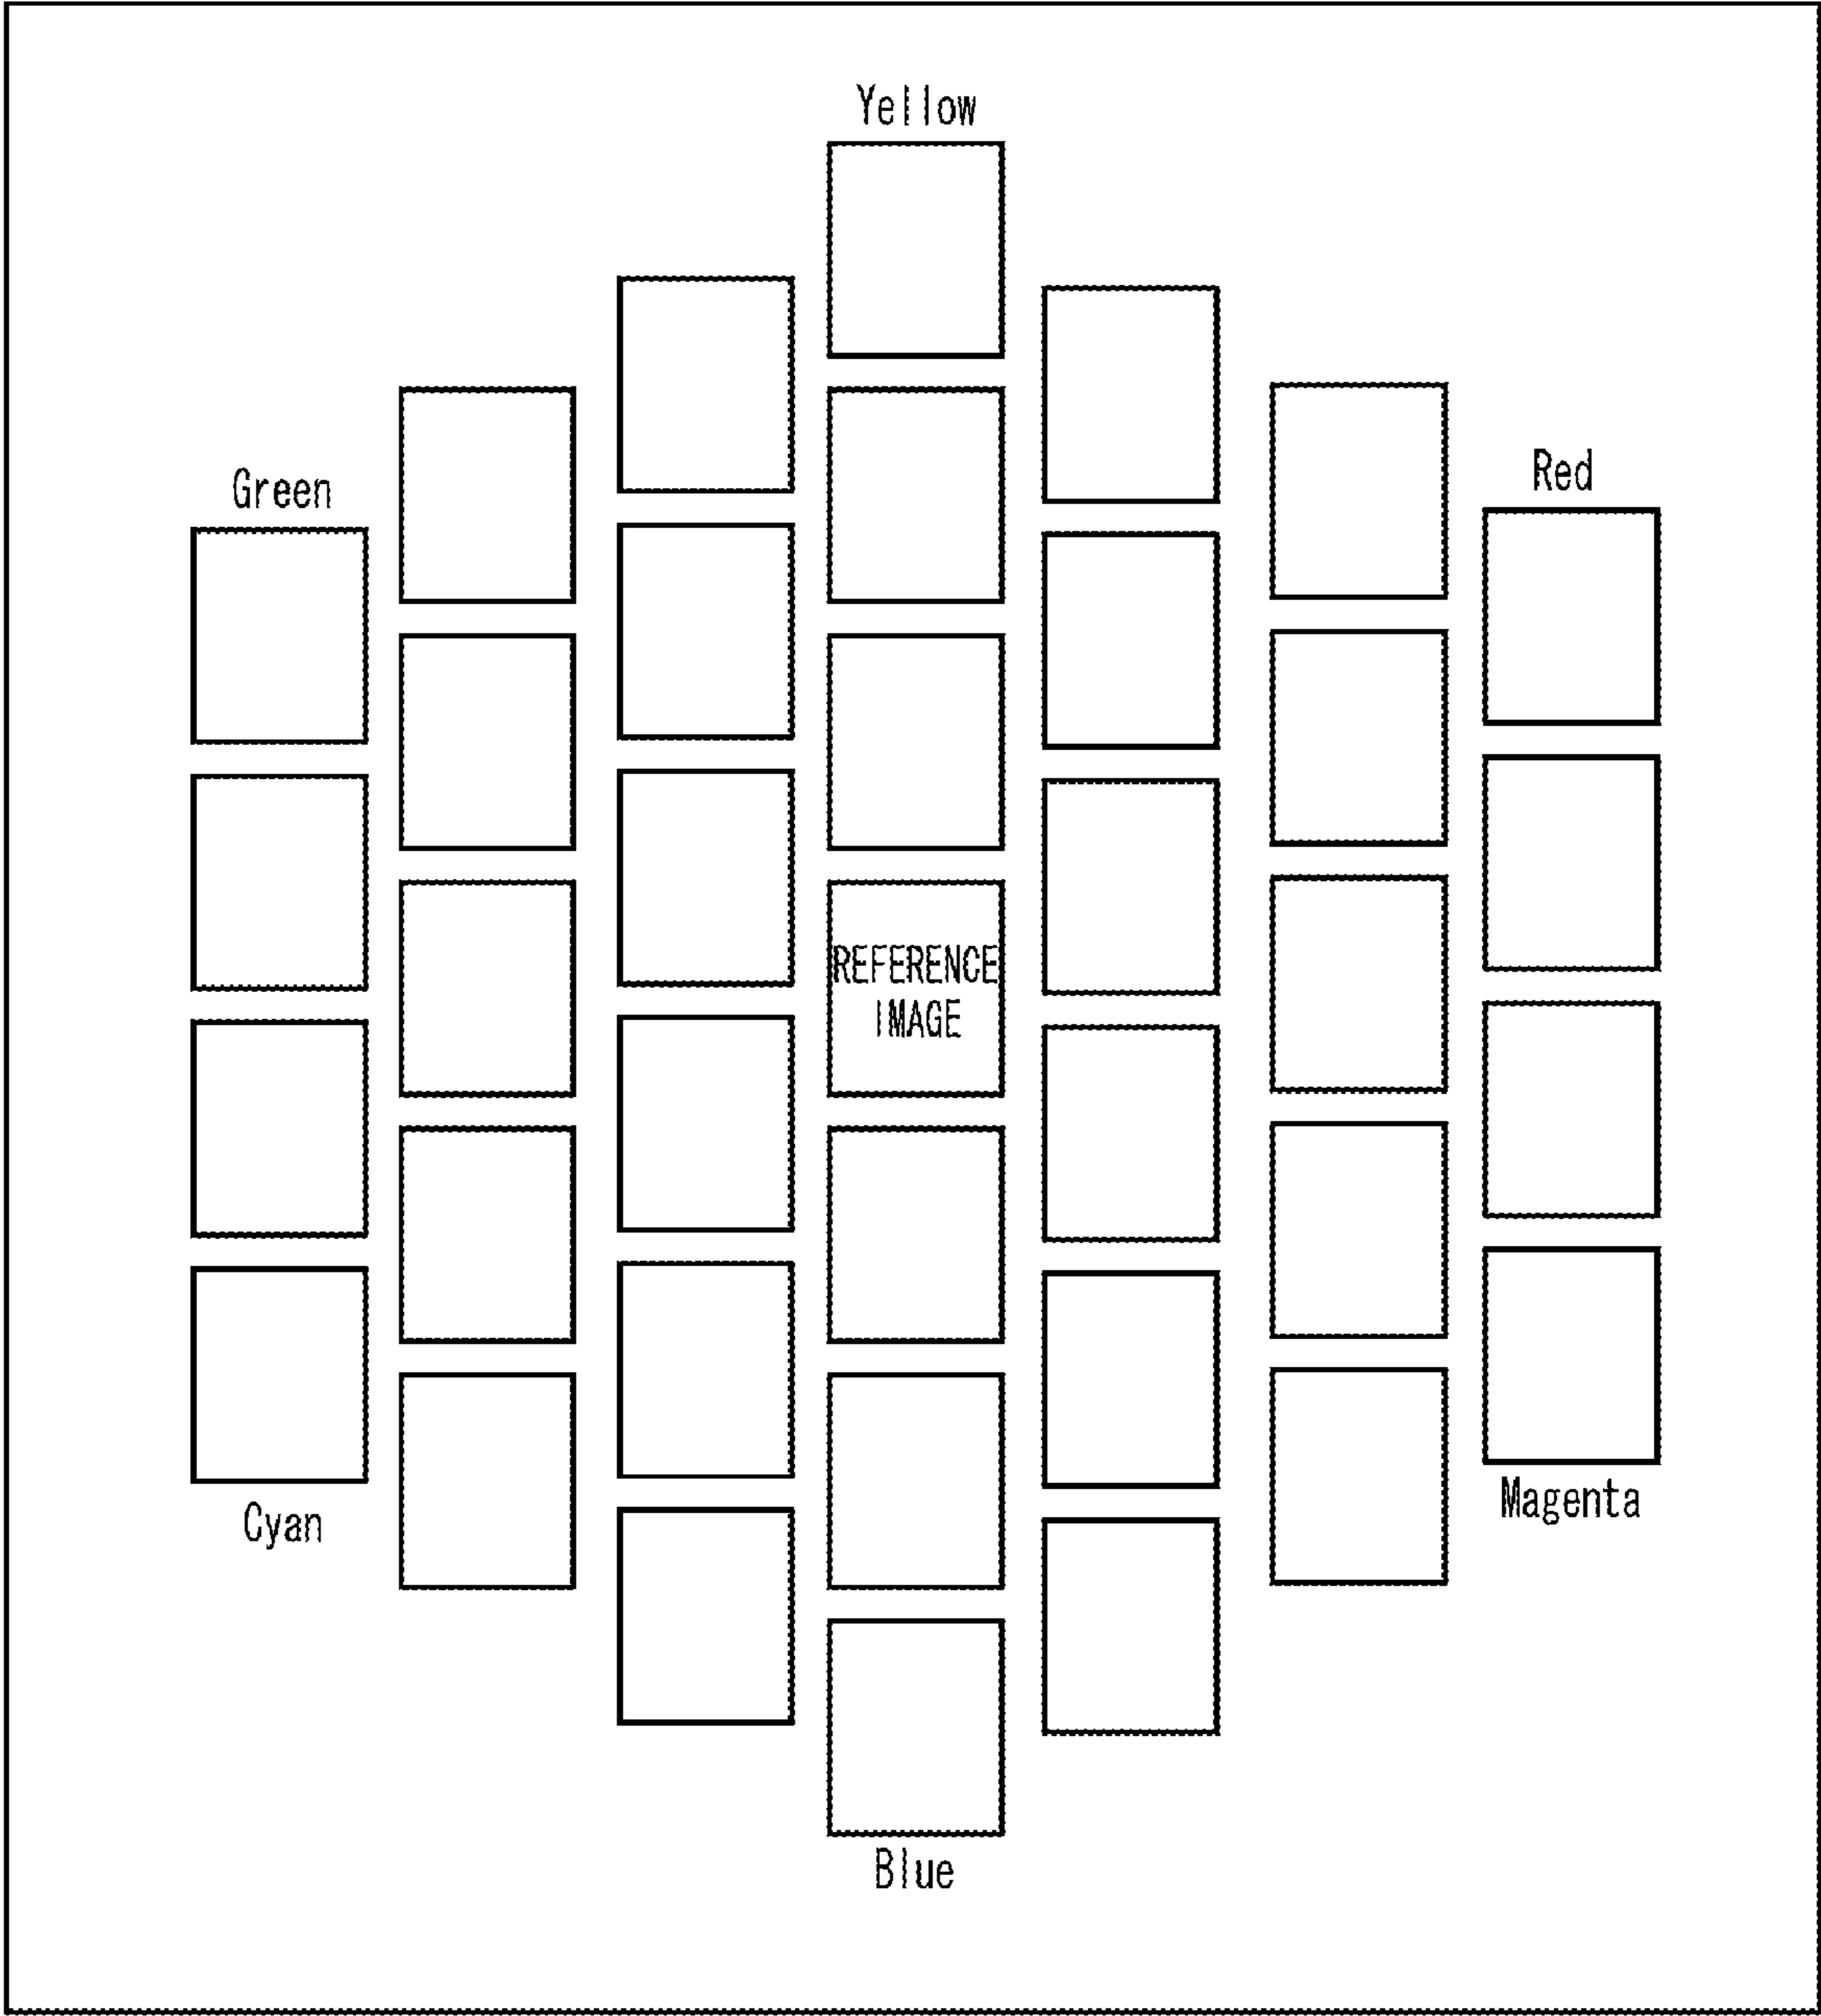 Yellow
Green
Red
REFERENCE
IMAGE
Cyan
Magenta
Blue